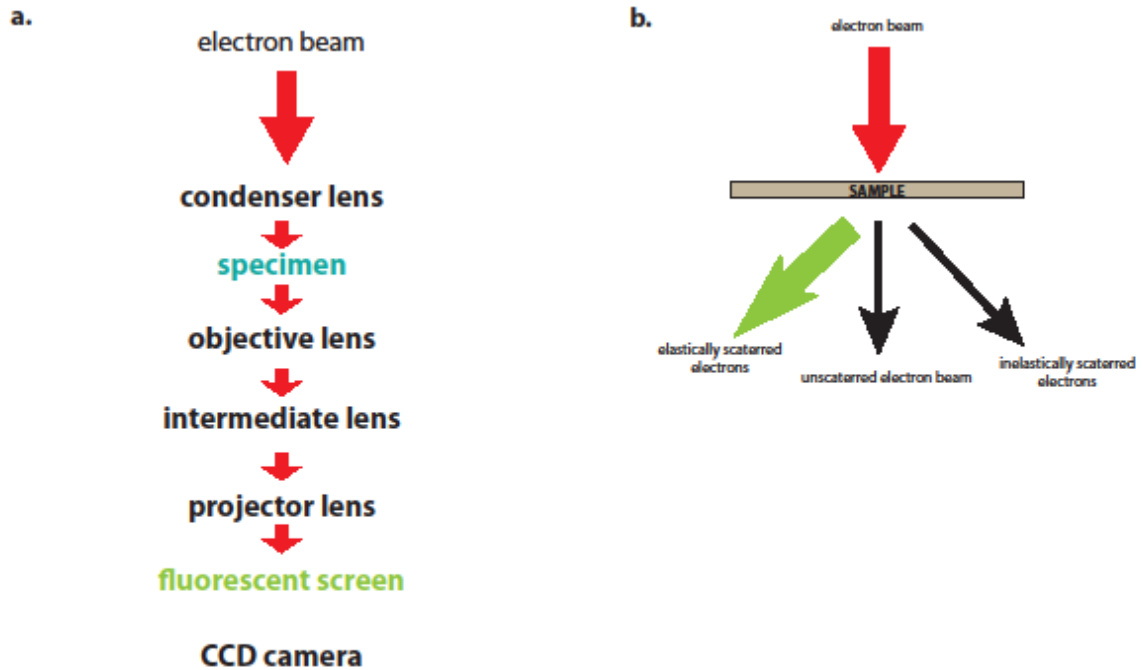 a.
electron beam
condenser lens
specimen
objective lens
intermediate lens
projector lens
fluorescent screen
CCD camera
b.
electron beam
SAMPLE
elastically scaterred
electrons
unscaterred electron beam
inelastically scaterred
electrons